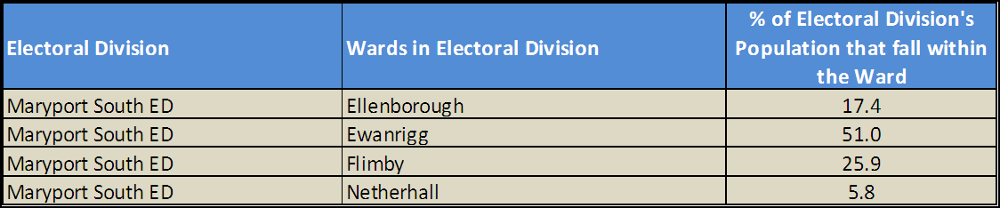 Electoral Division Wards in Electoral Division % of Electoral Division's
Population that fall within
the Ward
Maryport South ED Ellenborough 17.4
Maryport South ED Ewanrigg 51.0
Maryport South ED Flimby 25.9
Maryport South ED Netherhall 5.8